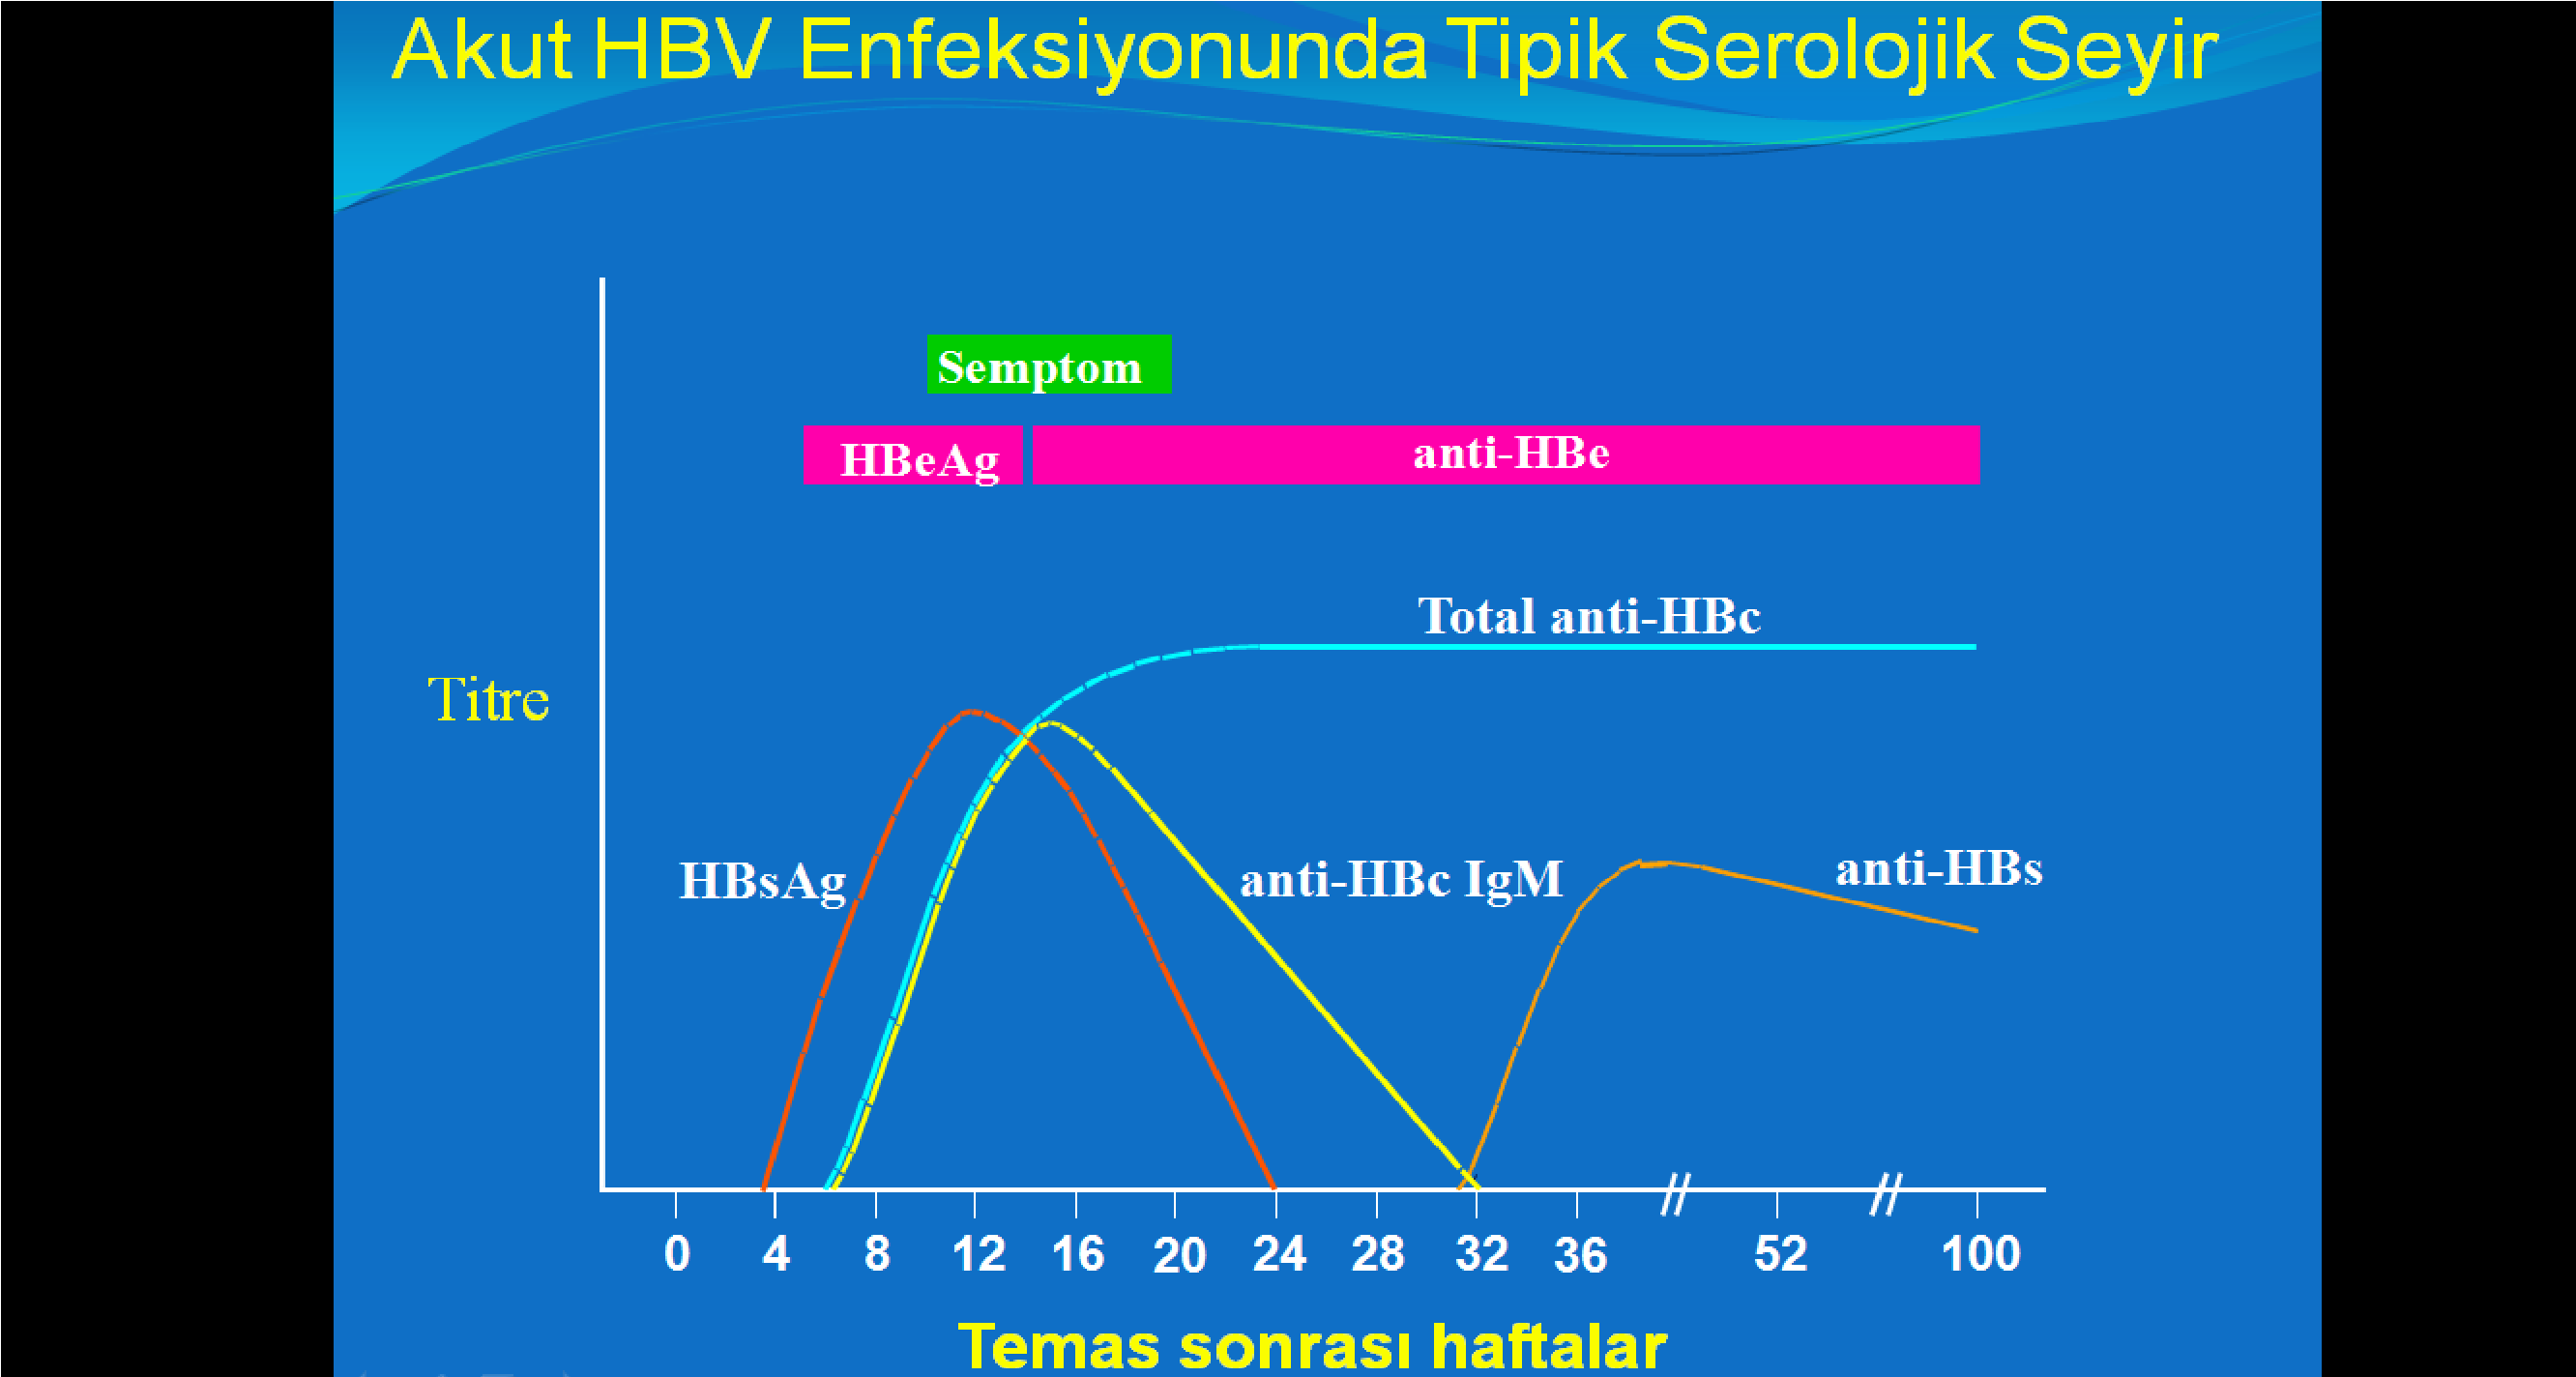 Akut HBV Enfeksiyonunda Tipik Serolojik Seyir
Semptom
HBeAg
anti-HBe
Total anti-HBc
Titre
HBsAg
anti-HBc IgM
anti-HBs
0 4 8 12 16 20 24 28 32 36 52 100
Temas sonrası haftalar